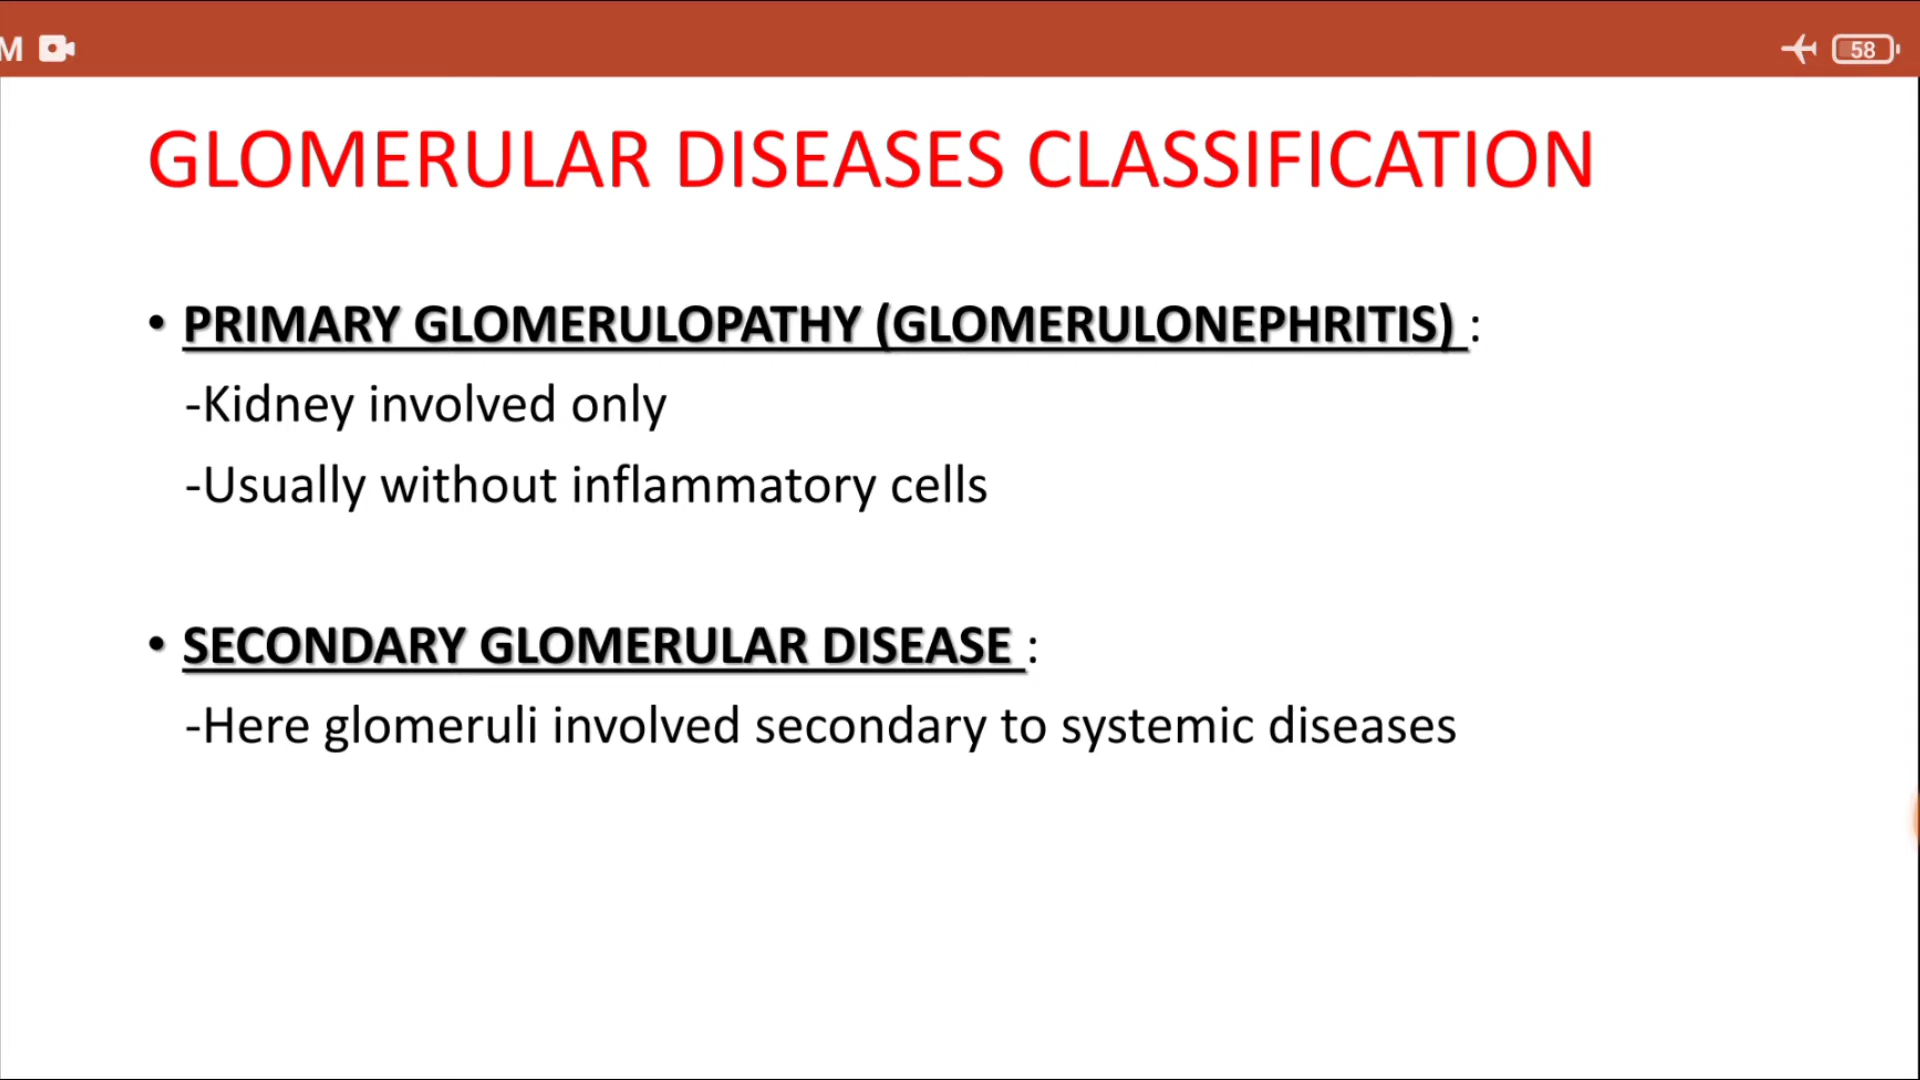 M
58
GLOMERULAR DISEASES CLASSIFICATION
• PRIMARY GLOMERULOPATHY (GLOMERULONEPHRITIS) :
-Kidney involved only
-Usually without inflammatory cells
• SECONDARY GLOMERULAR DISEASE :
-Here glomeruli involved secondary to systemic diseases